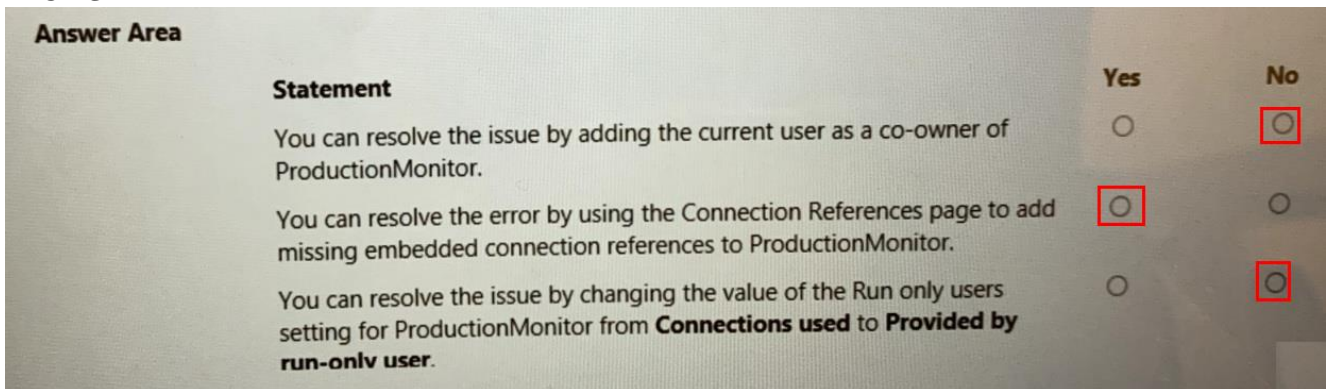 Answer Area
Statement Yes No
You can resolve the issue by adding the current user as a co-owner of
ProductionMonitor.
You can resolve the error by using the Connection References page to add
missing embedded connection references to ProductionMonitor.
You can resolve the issue by changing the value of the Run only users
setting for ProductionMonitor from Connections used to Provided by
run-only user.